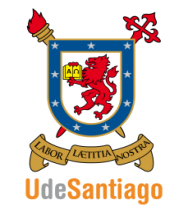 Α Ω
LABOR LÆTITIA NOSTRA
UdeSantiago